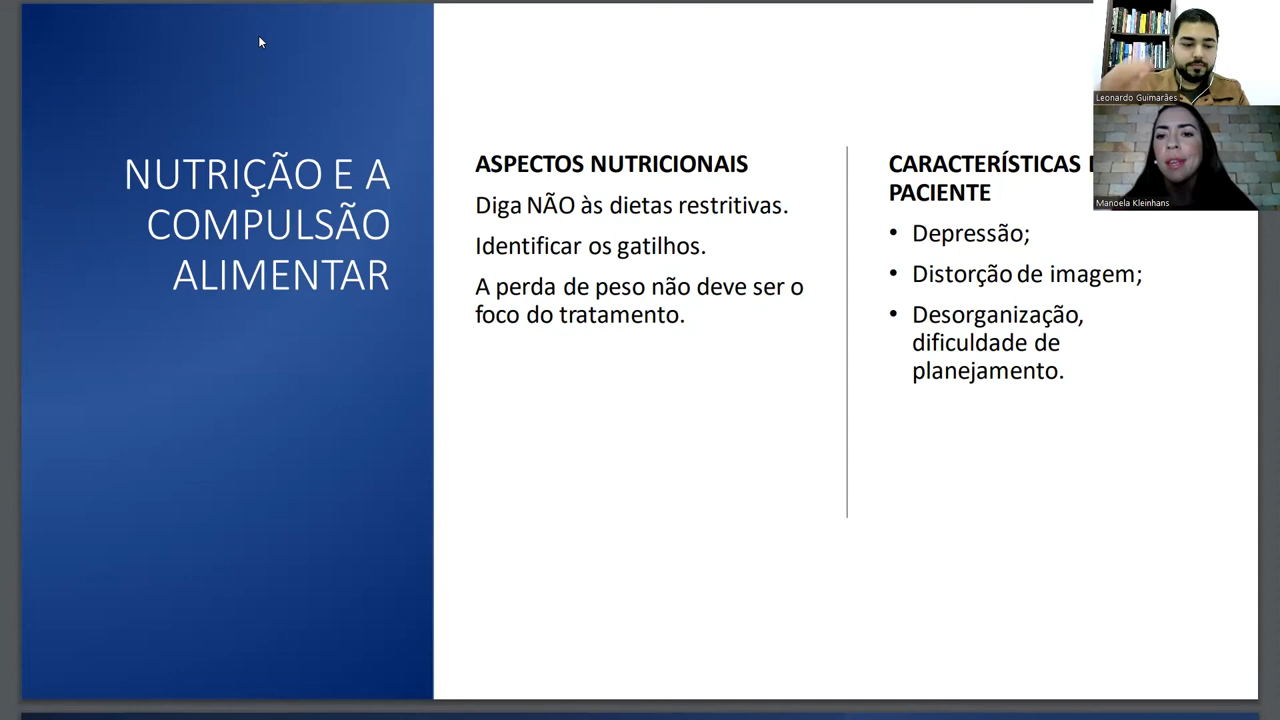 NUTRIÇÃO E A
COMPULSÃO
ALIMENTAR
ASPECTOS NUTRICIONAIS
Diga NÃO às dietas restritivas.
Identificar os gatilhos.
A perda de peso não deve ser o
foco do tratamento.
CARACTERÍSTICAS
PACIENTE
• Depressão;
• Distorção de imagem;
• Desorganização,
dificuldade de
planejamento.
Leonardo Guimarães
Manoela Kleinhans